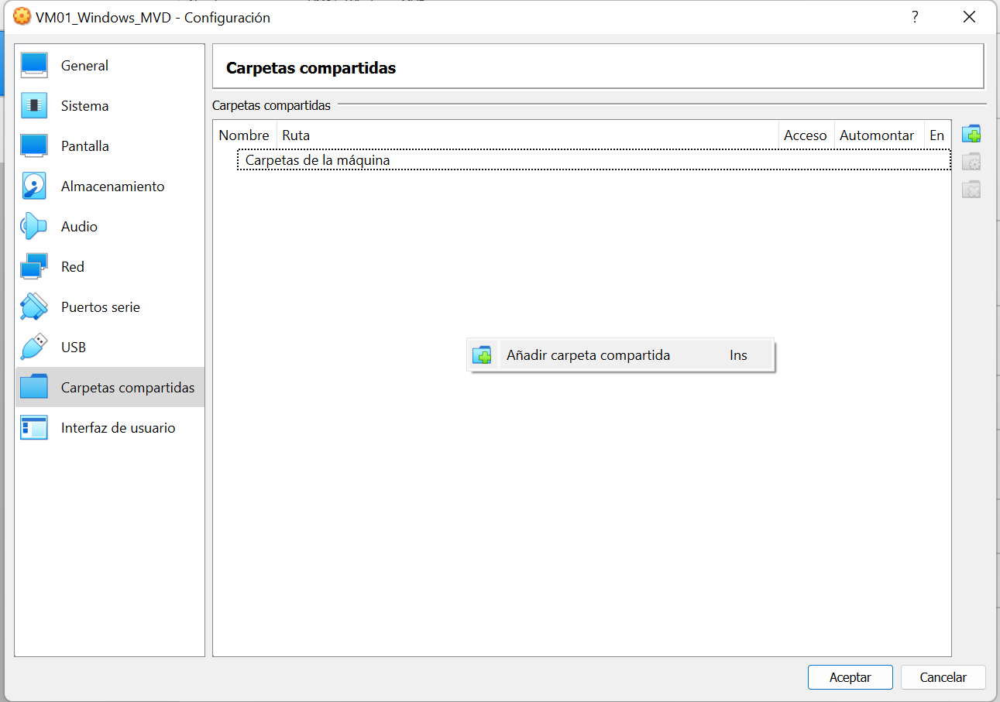 VM01_Windows_MVD - Configuración
?
General
Sistema
Pantalla
Almacenamiento
Audio
Red
Puertos serie
USB
Carpetas compartidas
Interfaz de usuario
Carpetas compartidas
Carpetas compartidas
Nombre Ruta Acceso Automontar En
Carpetas de la máquina
Añadir carpeta compartida Ins
Aceptar Cancelar